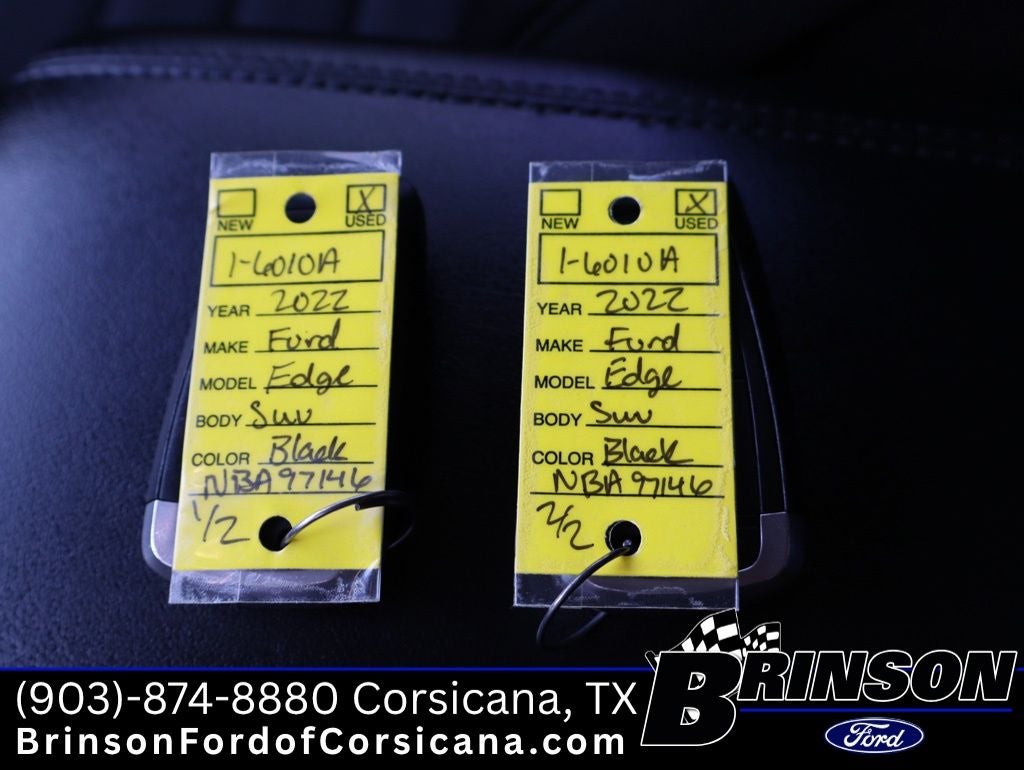 X
NEW USED
1-6010A
YEAR 2022
MAKE Ford
MODEL Edge
BODY Suv
COLOR Black
NBA97146
1/2
X
NEW USED
1-6010A
YEAR 2022
MAKE Ford
MODEL Edge
BODY Suv
COLOR Black
NBA97146
2/2
(903)-874-8880 Corsicana, TX
BrinsonFordofCorsicana.com
BRINSON
Ford